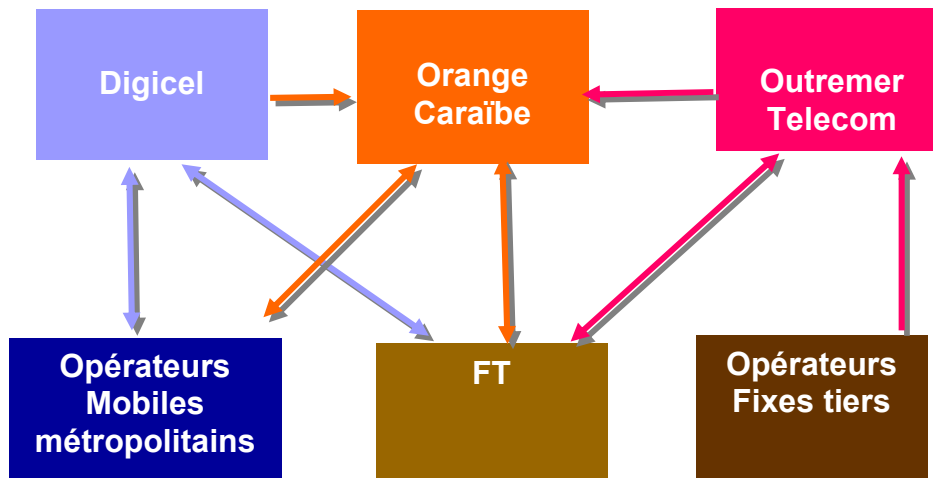 Digicel
Orange
Caraïbe
Outremer
Telecom
Opérateurs
Mobiles
métropolitains
FT
Opérateurs
Fixes tiers